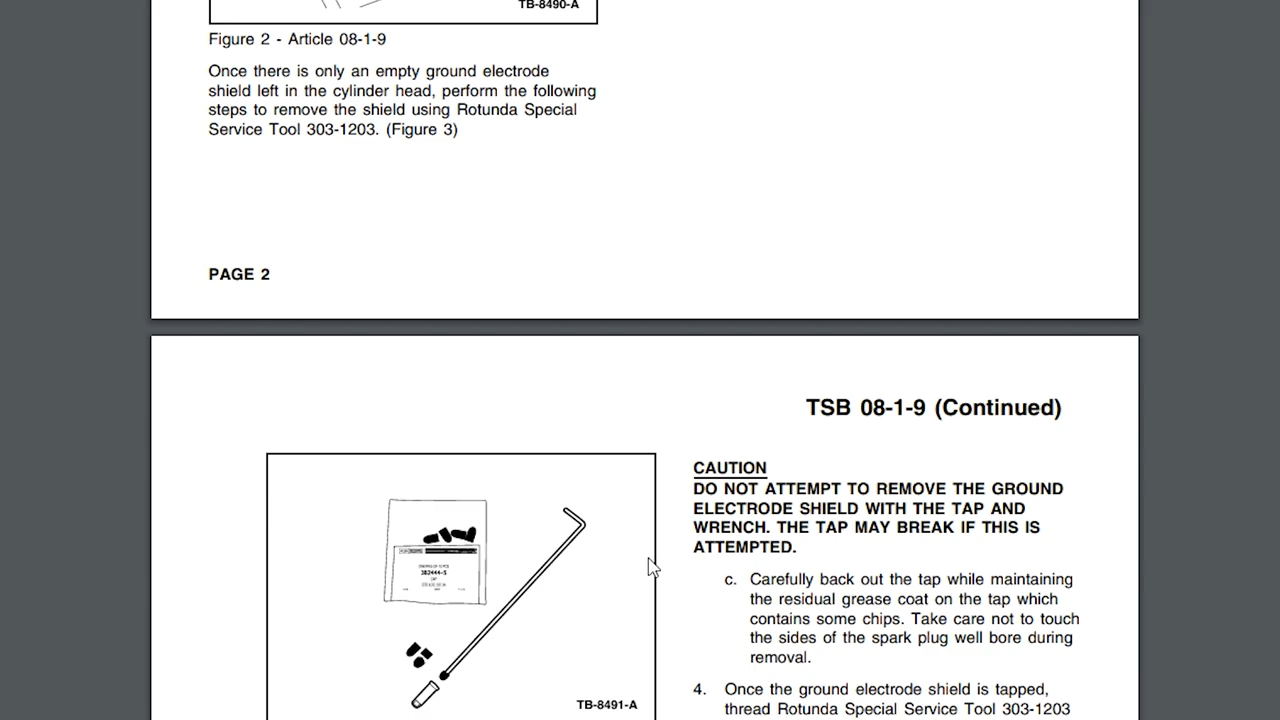 TB-8490-A
Figure 2 - Article 08-1-9
Once there is only an empty ground electrode
shield left in the cylinder head, perform the following
steps to remove the shield using Rotunda Special
Service Tool 303-1203. (Figure 3)
PAGE 2
TSB 08-1-9 (Continued)
TB-8491-A
CAUTION
DO NOT ATTEMPT TO REMOVE THE GROUND
ELECTRODE SHIELD WITH THE TAP AND
WRENCH. THE TAP MAY BREAK IF THIS IS
ATTEMPTED.
c. Carefully back out the tap while maintaining
the residual grease coat on the tap which
contains some chips. Take care not to touch
the sides of the spark plug well bore during
removal.
4. Once the ground electrode shield is tapped,
thread Rotunda Special Service Tool 303-1203